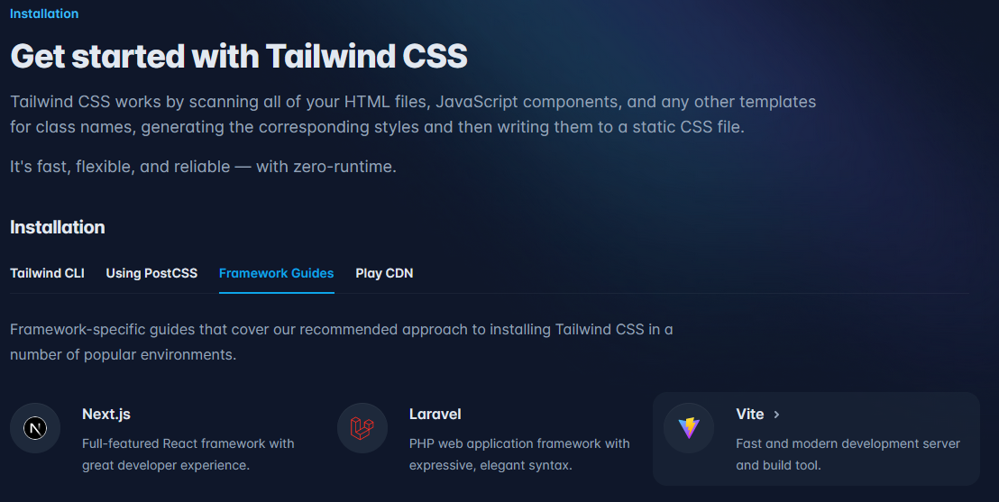 Installation
Get started with Tailwind CSS
Tailwind CSS works by scanning all of your HTML files, JavaScript components, and any other templates
for class names, generating the corresponding styles and then writing them to a static CSS file.
It's fast, flexible, and reliable — with zero-runtime.
Installation
Tailwind CLI Using PostCSS Framework Guides Play CDN
Framework-specific guides that cover our recommended approach to installing Tailwind CSS in a
number of popular environments.
N
Next.js
Full-featured React framework with
great developer experience.
Laravel
PHP web application framework with
expressive, elegant syntax.
Vite
Fast and modern development server
and build tool.